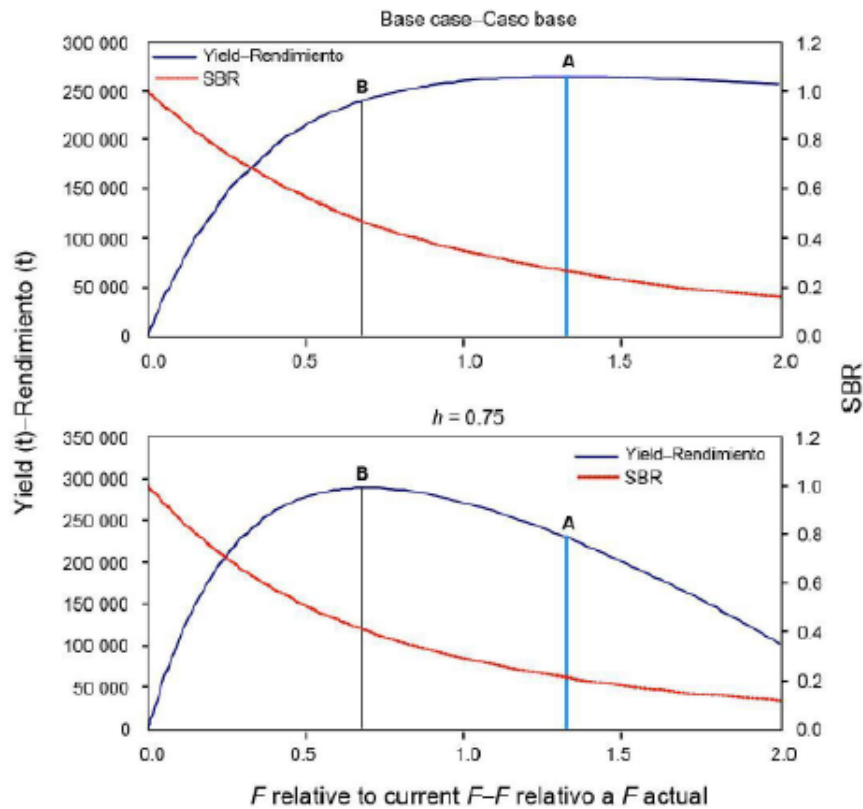 Base case–Caso base
300 000
250 000
200 000
150 000
100 000
50 000
0
Yield–Rendimiento
SBR
B
A
1.2
1.0
0.8
0.6
0.4
0.2
0.0
0.0 0.5 1.0 1.5 2.0
Yield (t)–Rendimiento (t)
SBR
h = 0.75
350 000
300 000
250 000
200 000
150 000
100 000
50 000
0
Yield–Rendimiento
SBR
B
A
1.2
1.0
0.8
0.6
0.4
0.2
0.0
0.0 0.5 1.0 1.5 2.0
F relative to current F–F relativo a F actual